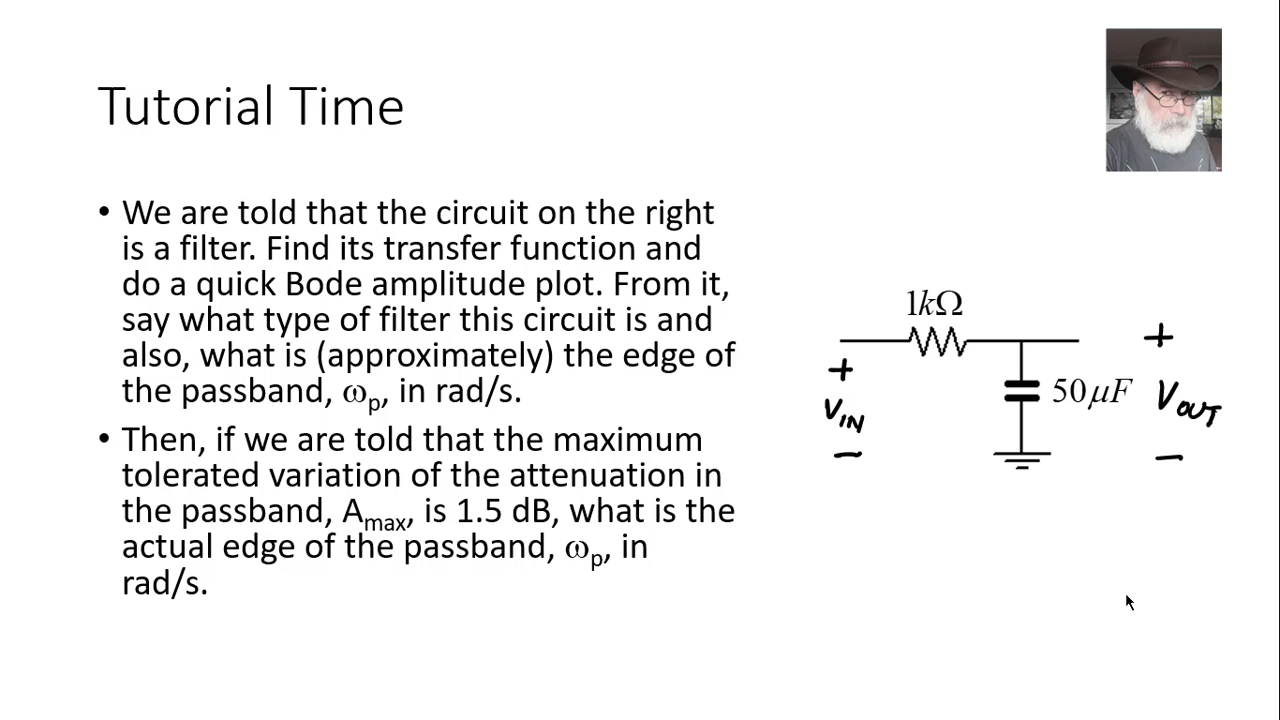 Tutorial Time
• We are told that the circuit on the right
is a filter. Find its transfer function and
do a quick Bode amplitude plot. From it,
say what type of filter this circuit is and
also, what is (approximately) the edge of
the passband, ωp, in rad/s.
• Then, if we are told that the maximum
tolerated variation of the attenuation in
the passband, Amax, is 1.5 dB, what is the
actual edge of the passband, ωp, in
rad/s.
1kΩ
+
VIN
−
50μF
+
VOUT
−